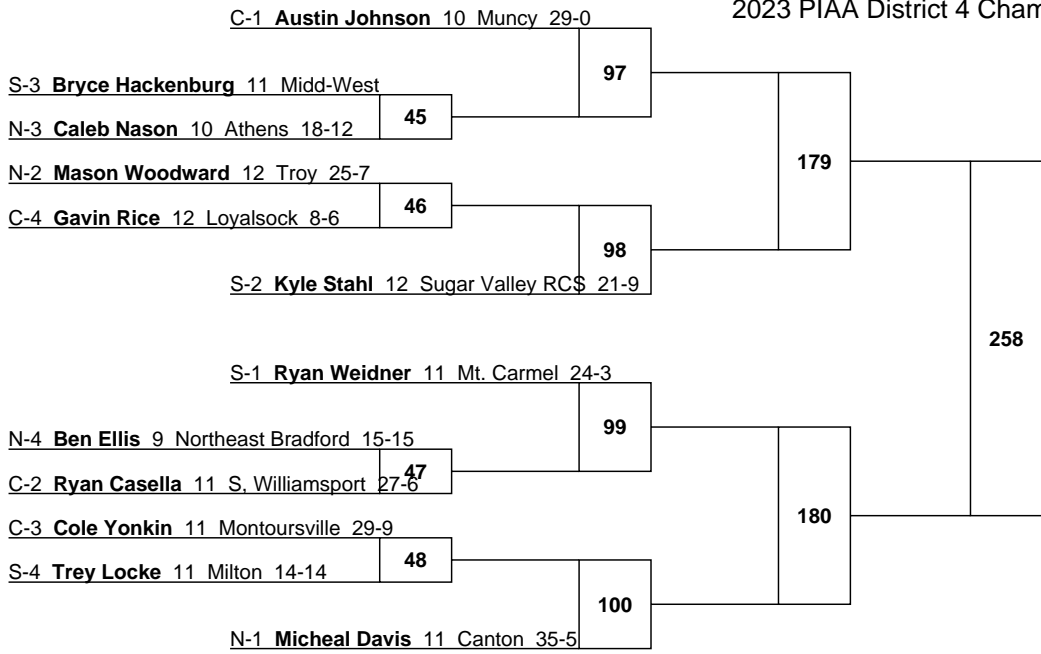 2023 PIAA District 4 Cham
C-1 Austin Johnson 10 Muncy 29-0
97
S-3 Bryce Hackenburg 11 Midd-West
45
N-3 Caleb Nason 10 Athens 18-12
179
N-2 Mason Woodward 12 Troy 25-7
46
C-4 Gavin Rice 12 Loyalsock 8-6
98
S-2 Kyle Stahl 12 Sugar Valley RCS 21-9
258
S-1 Ryan Weidner 11 Mt. Carmel 24-3
99
N-4 Ben Ellis 9 Northeast Bradford 15-15
47
C-2 Ryan Casella 11 S, Williamsport 27-6
180
C-3 Cole Yonkin 11 Montoursville 29-9
48
S-4 Trey Locke 11 Milton 14-14
100
N-1 Micheal Davis 11 Canton 35-5